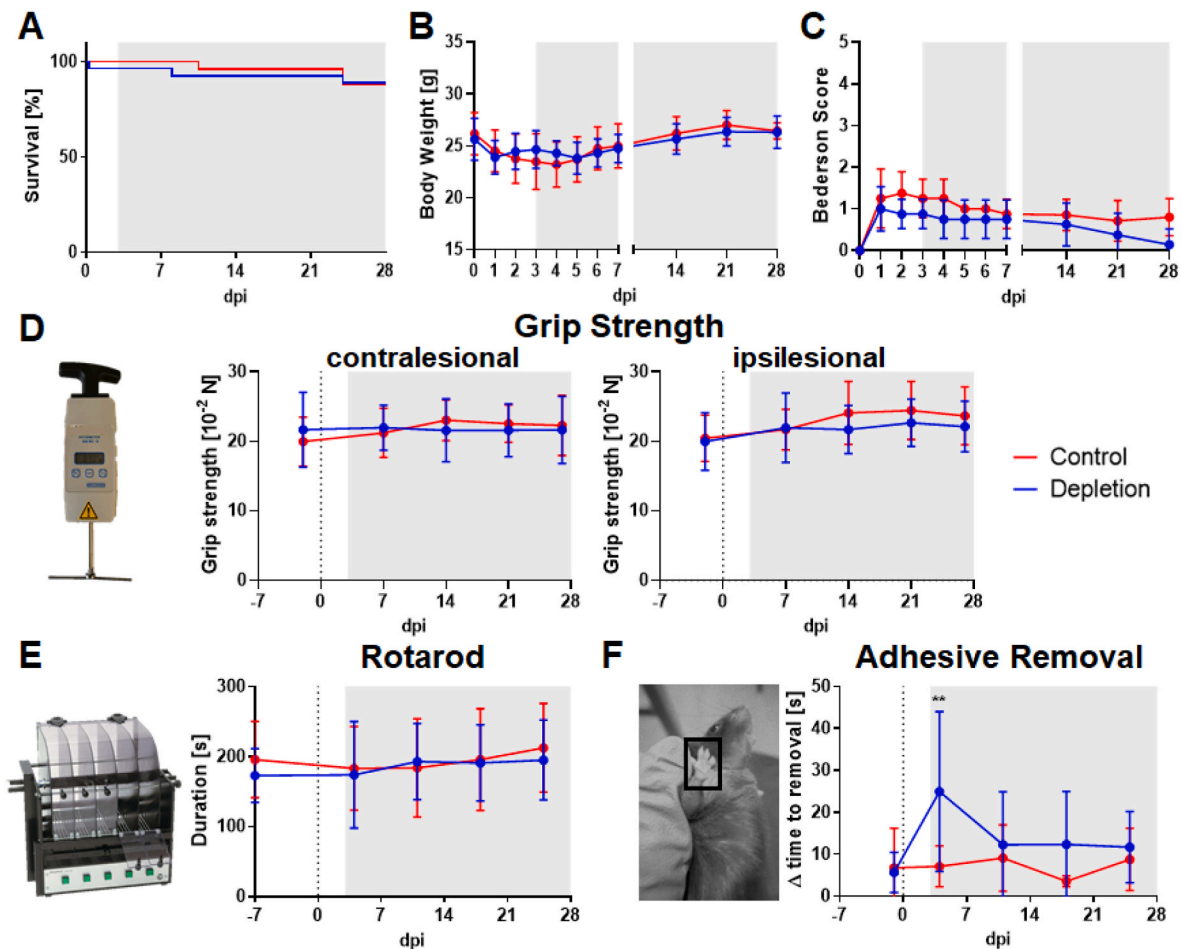 A
B
C
Survival [%]
100
50
0
0 7 14 21 28
dpi
Body Weight [g]
35
30
25
20
15
0 1 2 3 4 5 6 7 14 21 28
dpi
Bederson Score
5
4
3
2
1
0
0 1 2 3 4 5 6 7 14 21 28
dpi
D
Grip Strength
contralesional
Grip strength [10-2 N]
30
20
10
0
-7 0 7 14 21 28
dpi
ipsilesional
Grip strength [10-2 N]
30
20
10
0
-7 0 7 14 21 28
dpi
Control
Depletion
E
Rotarod
Duration [s]
300
200
100
0
-7 0 7 14 21 28
dpi
F
Adhesive Removal
Δ time to removal [s]
50
40
30
20
10
0
**
-7 0 7 14 21 28
dpi